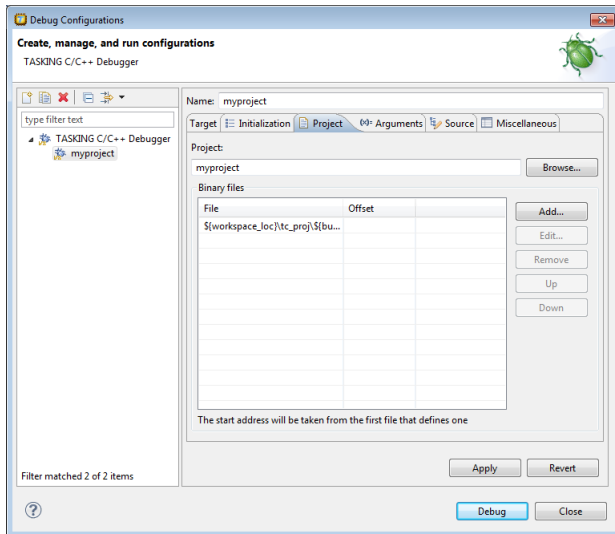 Debug Configurations
Create, manage, and run configurations
TASKING C/C++ Debugger
type filter text
TASKING C/C++ Debugger
myproject
Filter matched 2 of 2 items
Name: myproject
Target Initialization Project (x)= Arguments Source Miscellaneous
Project:
myproject Browse...
Binary files
File Offset
${workspace_loc}\tc_proj\${bu...
Add...
Edit...
Remove
Up
Down
The start address will be taken from the first file that defines one
Apply Revert
? Debug Close